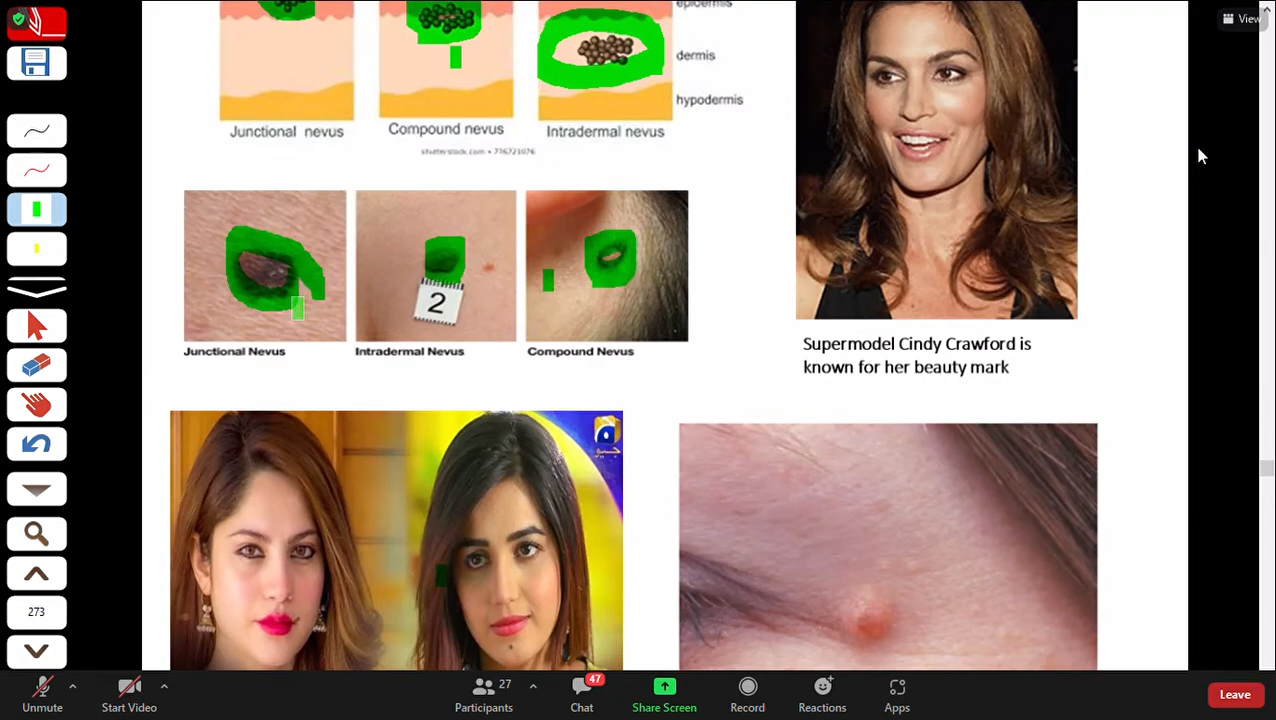 epidermis
View
dermis
hypodermis
Junctional nevus
Compound nevus
Intradermal nevus
shutterstock.com • 776721076
2
Junctional Nevus
Intradermal Nevus
Compound Nevus
Supermodel Cindy Crawford is
known for her beauty mark
273
27
47
Unmute
Start Video
Participants
Chat
Share Screen
Record
Reactions
Apps
Leave